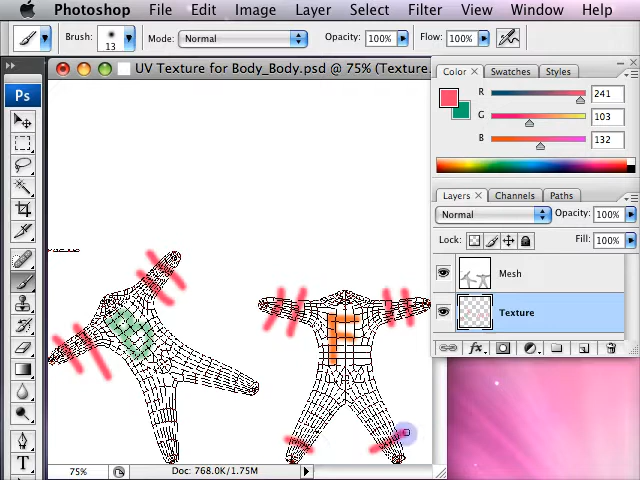 Photoshop File Edit Image Layer Select Filter View Window Help
Brush: 13 Mode: Normal Opacity: 100% Flow: 100%
UV Texture for Body_Body.psd @ 75% (Texture
Ps
Color Swatches Styles
R 241
G 103
B 132
Layers Channels Paths
Normal Opacity: 100%
Lock: Fill: 100%
Mesh
Texture
fx
B
F
T
75% Doc: 768.0K/1.75M